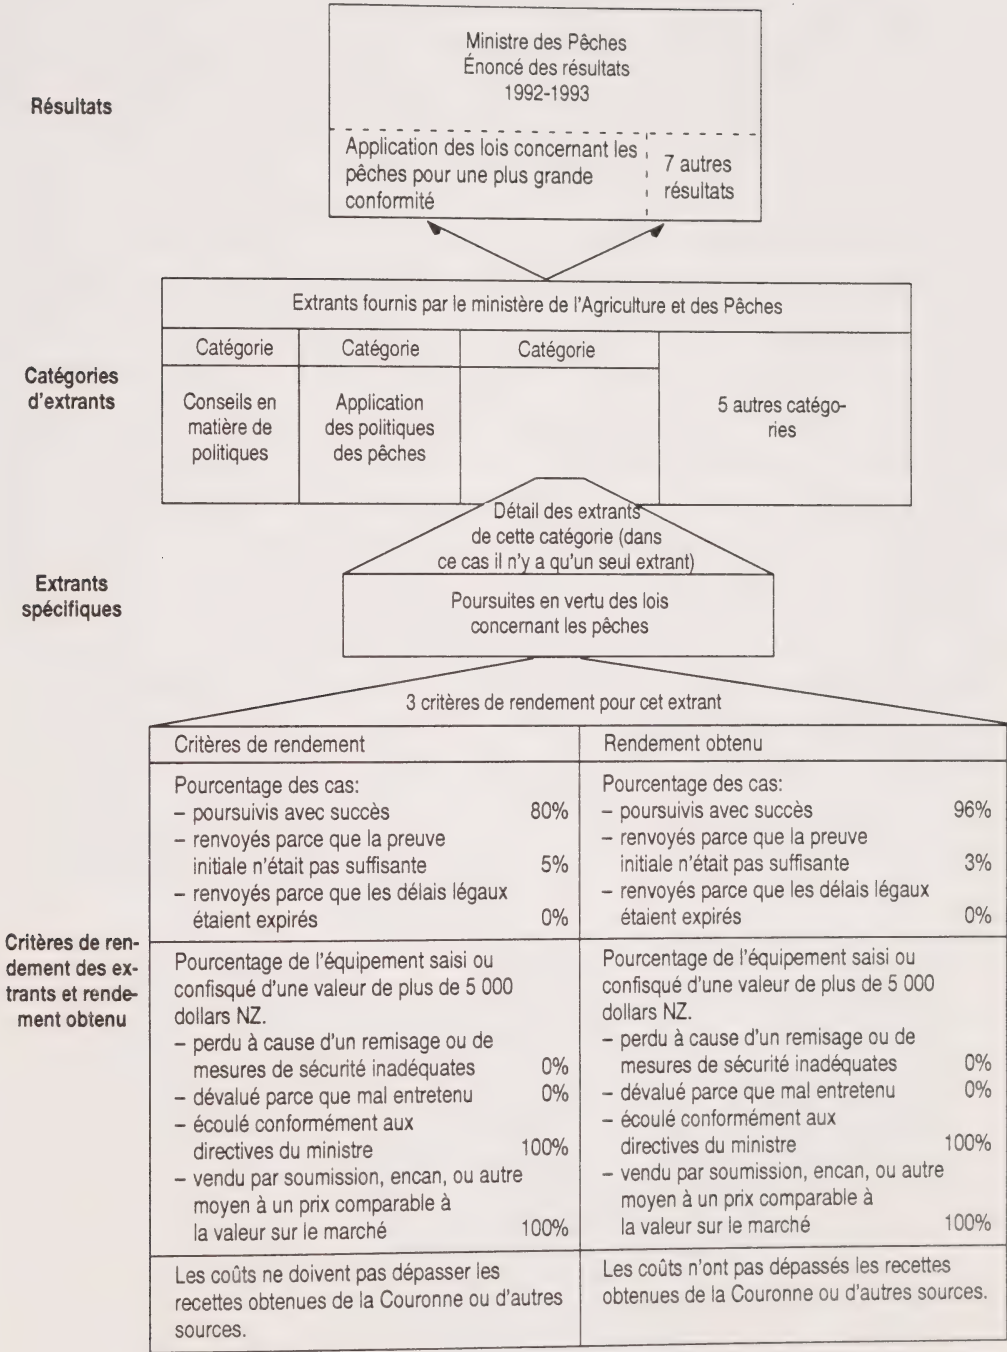 Ministre des Pêches
Énoncé des résultats
1992-1993
Résultats
Application des lois concernant les
pêches pour une plus grande
conformité
7 autres
résultats
Extrants fournis par le ministère de l'Agriculture et des Pêches
Catégorie
Catégorie
Catégorie
Catégories
d'extrants
Conseils en
matière de
politiques
Application
des politiques
des pêches
5 autres catégo-
ries
Détail des extrants
de cette catégorie (dans
ce cas il n'y a qu'un seul extrant)
Extrants
spécifiques
Poursuites en vertu des lois
concernant les pêches
3 critères de rendement pour cet extrant
Critères de rendement
Rendement obtenu
Critères de ren-
dement des ex-
trants et rende-
ment obtenu
Pourcentage des cas:
– poursuivis avec succès 80%
– renvoyés parce que la preuve
initiale n'était pas suffisante 5%
– renvoyés parce que les délais légaux
étaient expirés 0%
Pourcentage des cas:
– poursuivis avec succès 96%
– renvoyés parce que la preuve
initiale n'était pas suffisante 3%
– renvoyés parce que les délais légaux
étaient expirés 0%
Pourcentage de l'équipement saisi ou
confisqué d'une valeur de plus de 5 000
dollars NZ.
– perdu à cause d'un remisage ou de
mesures de sécurité inadéquates 0%
– dévalué parce que mal entretenu 0%
– écoulé conformément aux
directives du ministre 100%
– vendu par soumission, encan, ou autre
moyen à un prix comparable à
la valeur sur le marché 100%
Pourcentage de l'équipement saisi ou
confisqué d'une valeur de plus de 5 000
dollars NZ.
– perdu à cause d'un remisage ou de
mesures de sécurité inadéquates 0%
– dévalué parce que mal entretenu 0%
– écoulé conformément aux
directives du ministre 100%
– vendu par soumission, encan, ou autre
moyen à un prix comparable à
la valeur sur le marché 100%
Les coûts ne doivent pas dépasser les
recettes obtenues de la Couronne ou d'autres
sources.
Les coûts n'ont pas dépassés les recettes
obtenues de la Couronne ou d'autres sources.